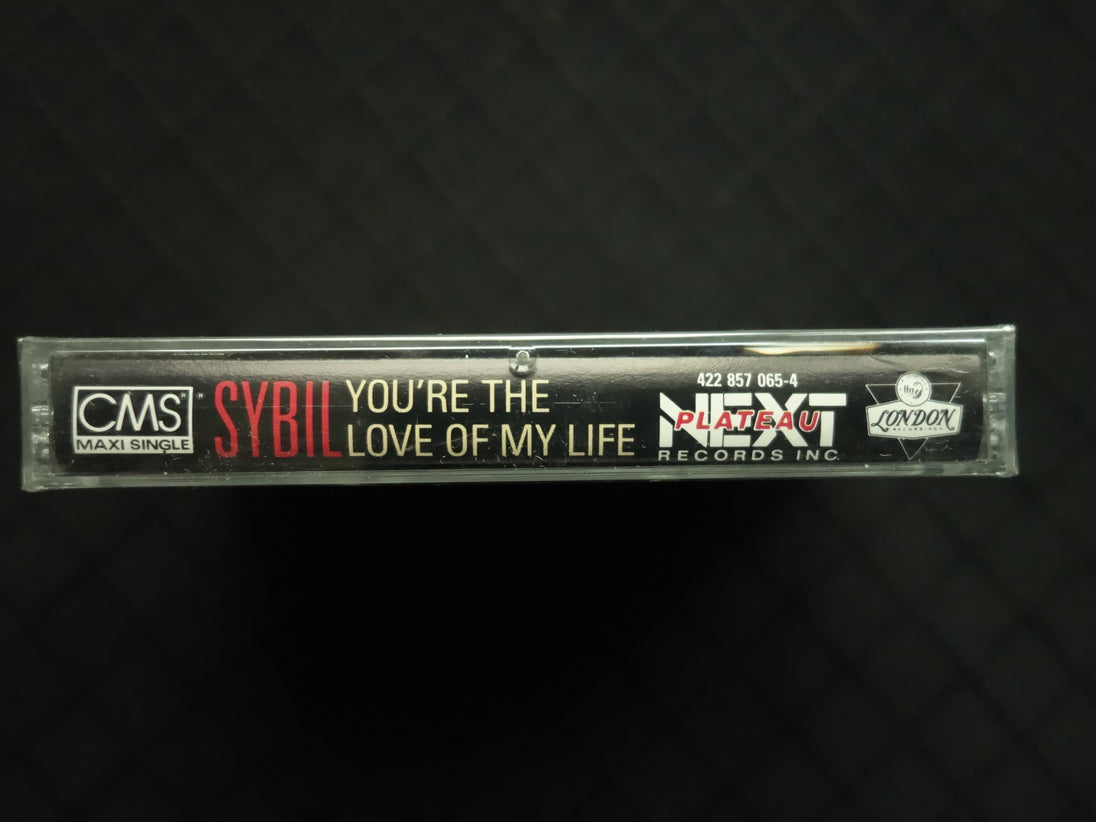 CMS
MAXI SINGLE
SYBIL
YOU'RE THE
LOVE OF MY LIFE
422 857 065-4
NEXT
PLATEAU
RECORDS INC
LONDON
RECORDINGS